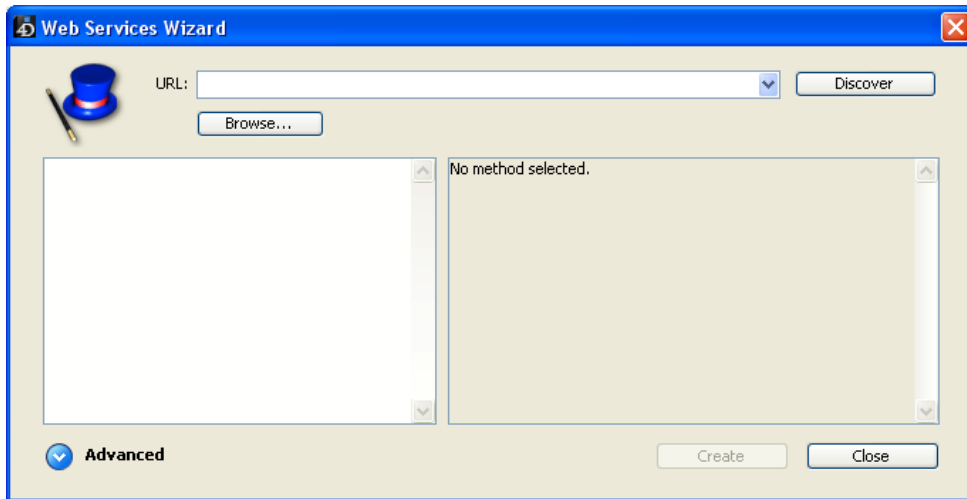 4D Web Services Wizard
URL:
Discover
Browse...
No method selected.
Advanced
Create
Close